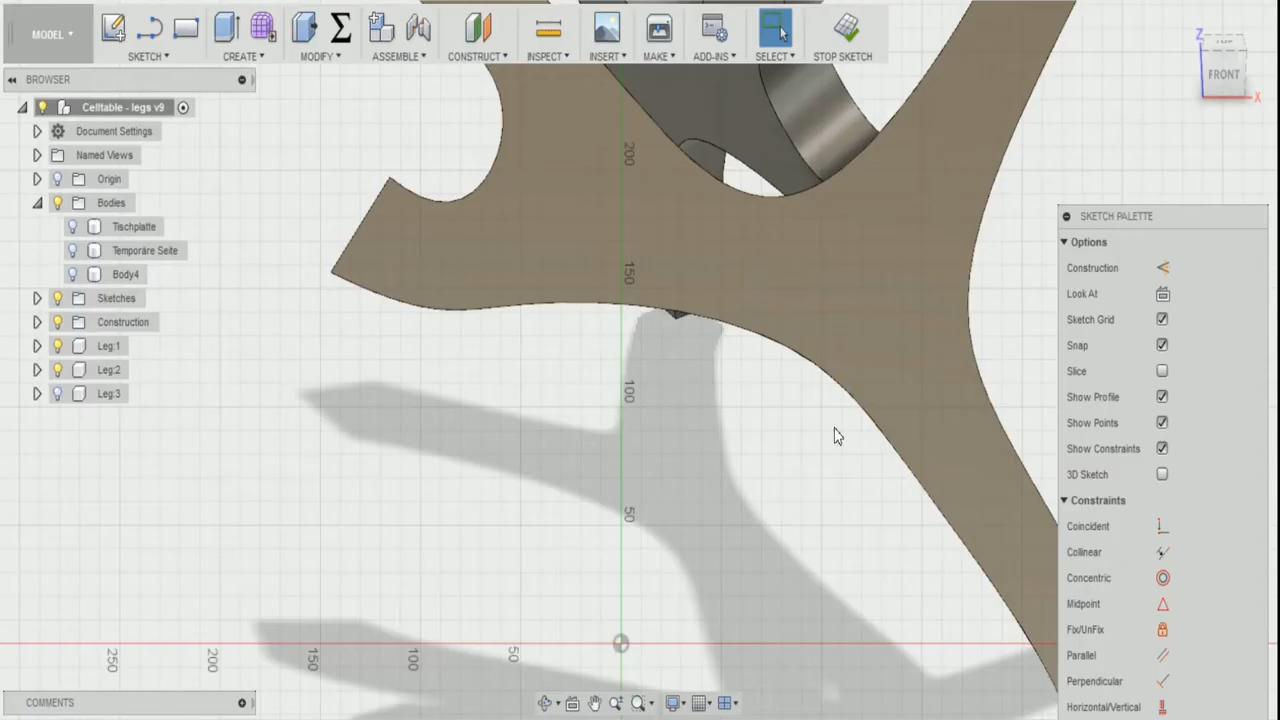 MODEL
SKETCH
CREATE
MODIFY
ASSEMBLE
CONSTRUCT
INSPECT
INSERT
MAKE
ADD-INS
SELECT
STOP SKETCH
BROWSER
Celltable - legs v9
Document Settings
Named Views
Origin
Bodies
Tischplatte
Temporäre Seite
Body4
Sketches
Construction
Leg:1
Leg:2
Leg:3
Z
FRONT
X
200
150
100
50
250
200
150
100
50
SKETCH PALETTE
Options
Construction
Look At
Sketch Grid
Snap
Slice
Show Profile
Show Points
Show Constraints
3D Sketch
Constraints
Coincident
Collinear
Concentric
Midpoint
Fix/UnFix
Parallel
Perpendicular
Horizontal/Vertical
COMMENTS